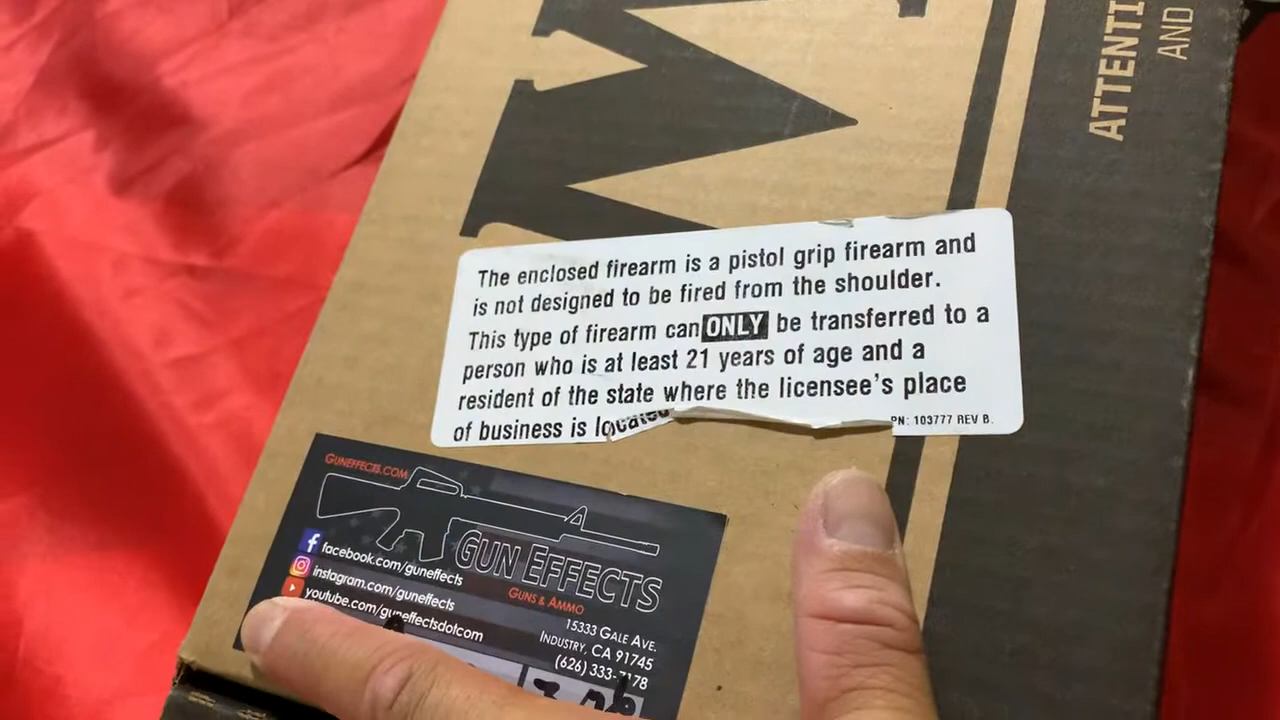 ATTENTI
AND
The enclosed firearm is a pistol grip firearm and
is not designed to be fired from the shoulder.
This type of firearm can ONLY be transferred to a
person who is at least 21 years of age and a
resident of the state where the licensee's place
of business is located
PN: 103777 REV B.
GUNEFFECTS.COM
GUN EFFECTS
GUNS & AMMO
facebook.com/guneffects
instagram.com/guneffects
youtube.com/guneffectsdotcom
15333 GALE AVE.
INDUSTRY, CA 91745
(626) 333-7178